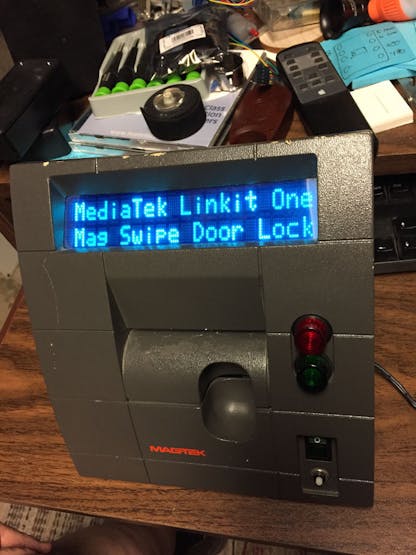 MediaTek Linkit One
Mag Swipe Door Lock
MAGTEK